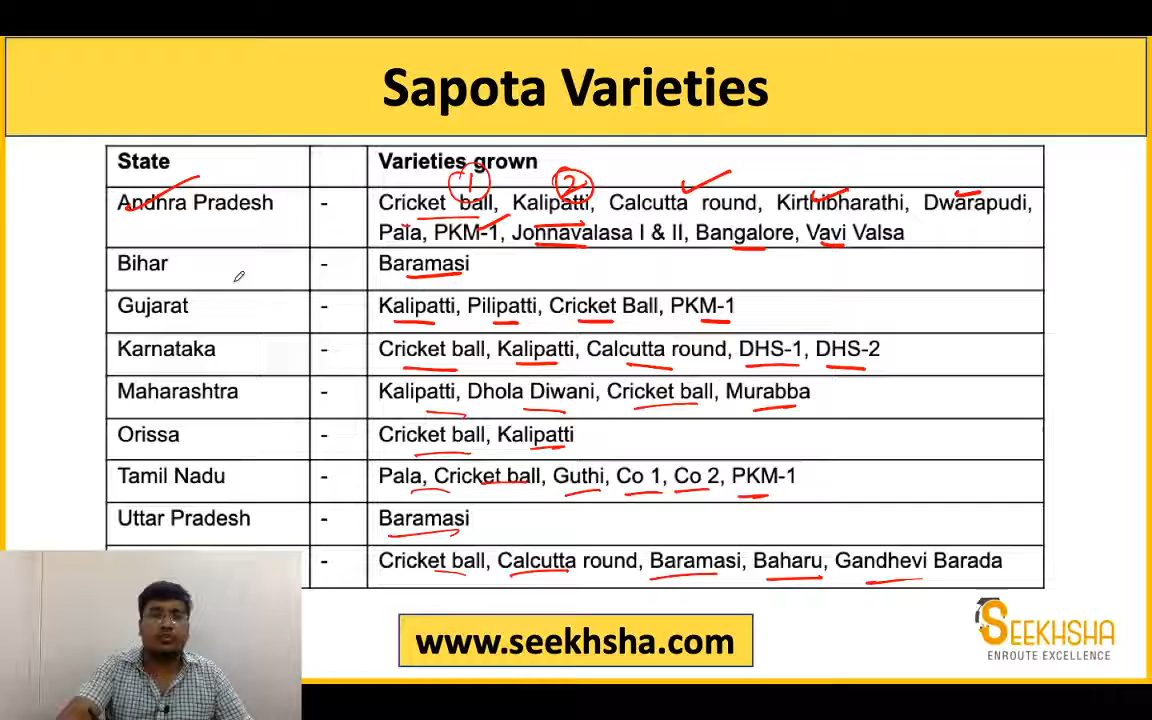 Sapota Varieties
State Varieties grown
1 2
Andhra Pradesh - Cricket ball, Kalipatti, Calcutta round, Kirthibharathi, Dwarapudi,
Pala, PKM-1, Jonnavalasa I & II, Bangalore, Vavi Valsa
Bihar - Baramasi
Gujarat - Kalipatti, Pilipatti, Cricket Ball, PKM-1
Karnataka - Cricket ball, Kalipatti, Calcutta round, DHS-1, DHS-2
Maharashtra - Kalipatti, Dhola Diwani, Cricket ball, Murabba
Orissa - Cricket ball, Kalipatti
Tamil Nadu - Pala, Cricket ball, Guthi, Co 1, Co 2, PKM-1
Uttar Pradesh - Baramasi
- Cricket ball, Calcutta round, Baramasi, Baharu, Gandhevi Barada
www.seekhsha.com
SEEKHSHA
ENROUTE EXCELLENCE